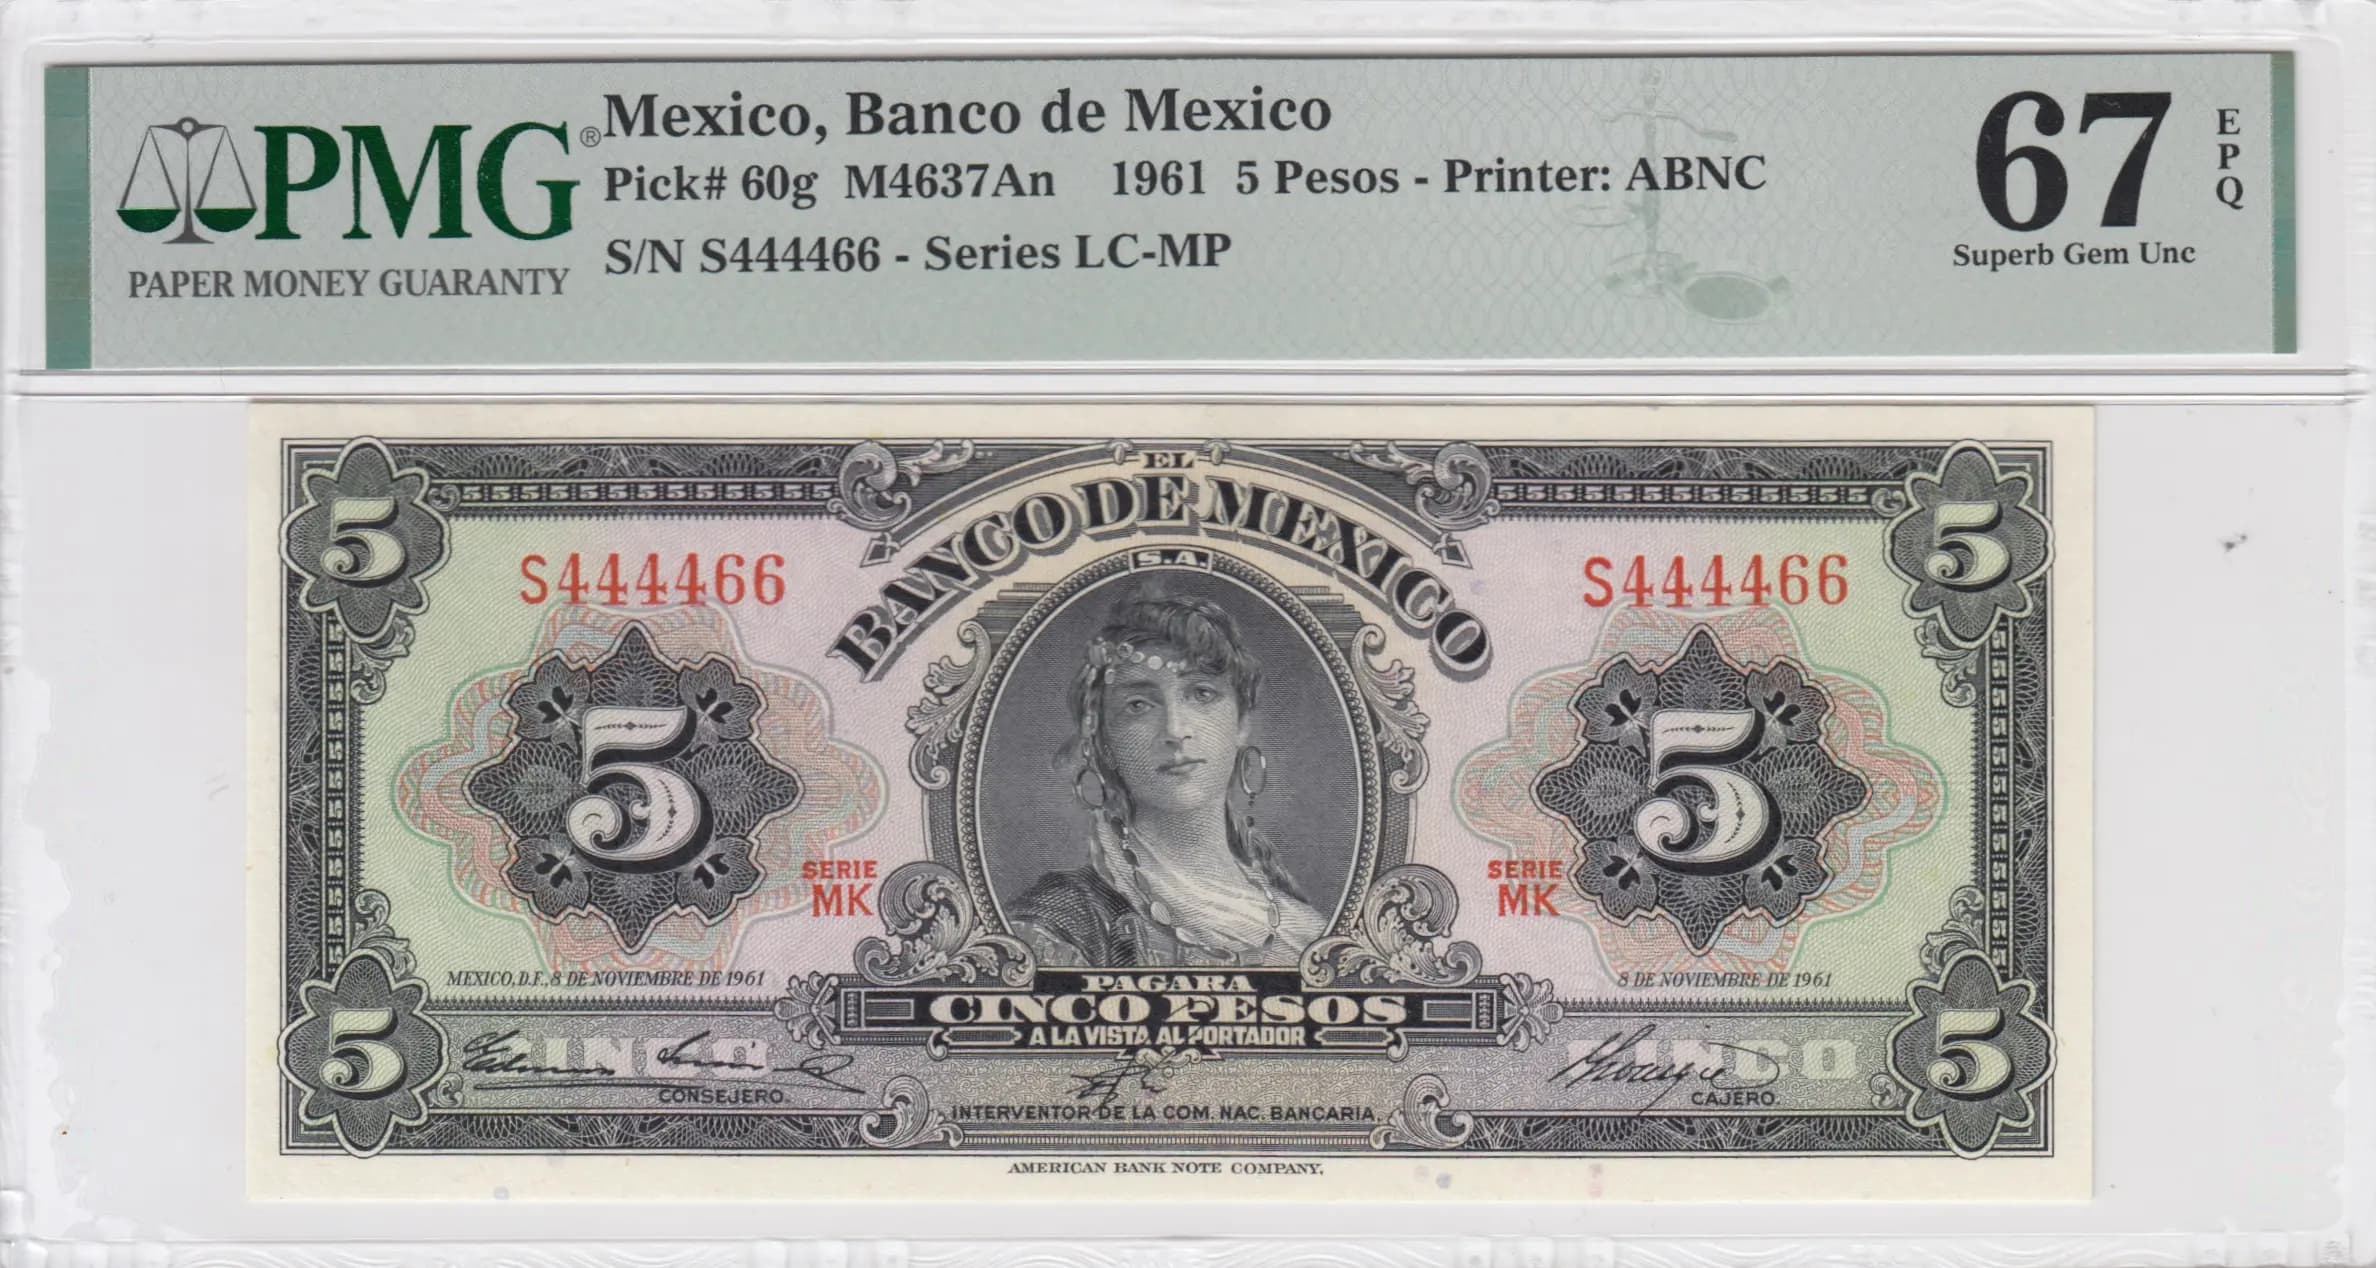 PMG®
PAPER MONEY GUARANTY
Mexico, Banco de Mexico
Pick# 60g M4637An 1961 5 Pesos - Printer: ABNC
S/N S444466 - Series LC-MP
67
EPQ
Superb Gem Unc
5
5
EL
BANCO DE MEXICO
S.A.
S444466
S444466
5
5
SERIE
MK
SERIE
MK
MEXICO, D.F., 8 DE NOVIEMBRE DE 1961
8 DE NOVIEMBRE DE 1961
PAGARA
CINCO PESOS
A LA VISTA AL PORTADOR
5
CINCO
CINCO
5
CONSEJERO.
INTERVENTOR DE LA COM. NAC. BANCARIA.
CAJERO.
AMERICAN BANK NOTE COMPANY.